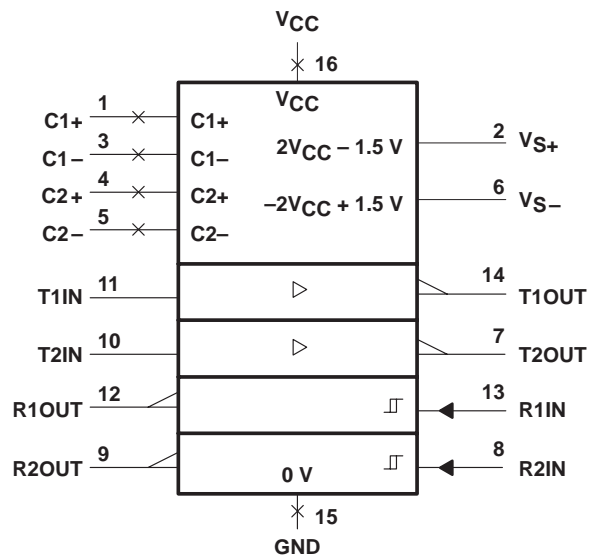 VCC
16
VCC
1
C1+
C1+
2VCC – 1.5 V
2
VS+
3
C1–
C1–
4
C2+
C2+
–2VCC + 1.5 V
6
VS–
5
C2–
C2–
T1IN
11
14
T1OUT
T2IN
10
7
T2OUT
R1OUT
12
13
R1IN
R2OUT
9
8
R2IN
0 V
15
GND